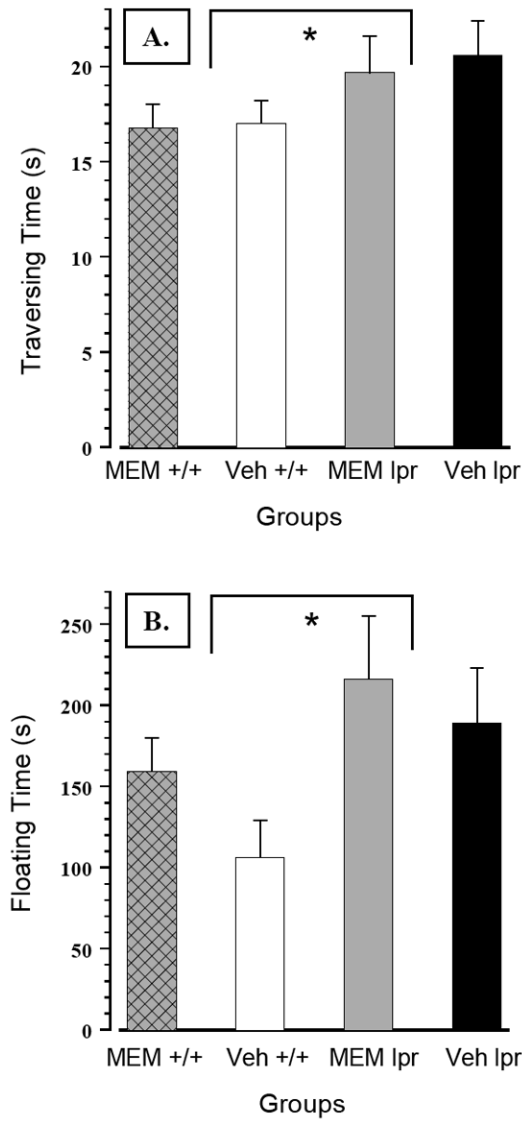 A.
*
20
15
10
5
0
Traversing Time (s)
MEM +/+ Veh +/+ MEM lpr Veh lpr
Groups
B.
*
250
200
150
100
50
0
Floating Time (s)
MEM +/+ Veh +/+ MEM lpr Veh lpr
Groups